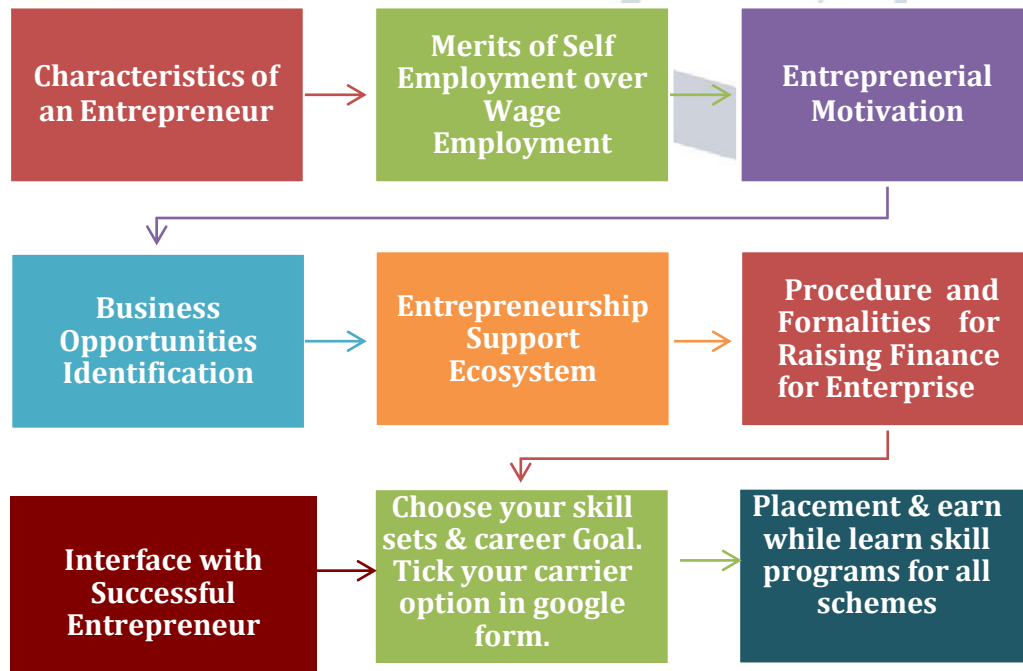 Characteristics of
an Entrepreneur
Merits of Self
Employment over
Wage
Employment
Entreprenerial
Motivation
Business
Opportunities
Identification
Entrepreneurship
Support
Ecosystem
Procedure and
Fornalities for
Raising Finance
for Enterprise
Interface with
Successful
Entrepreneur
Choose your skill
sets & career Goal.
Tick your carrier
option in google
form.
Placement & earn
while learn skill
programs for all
schemes